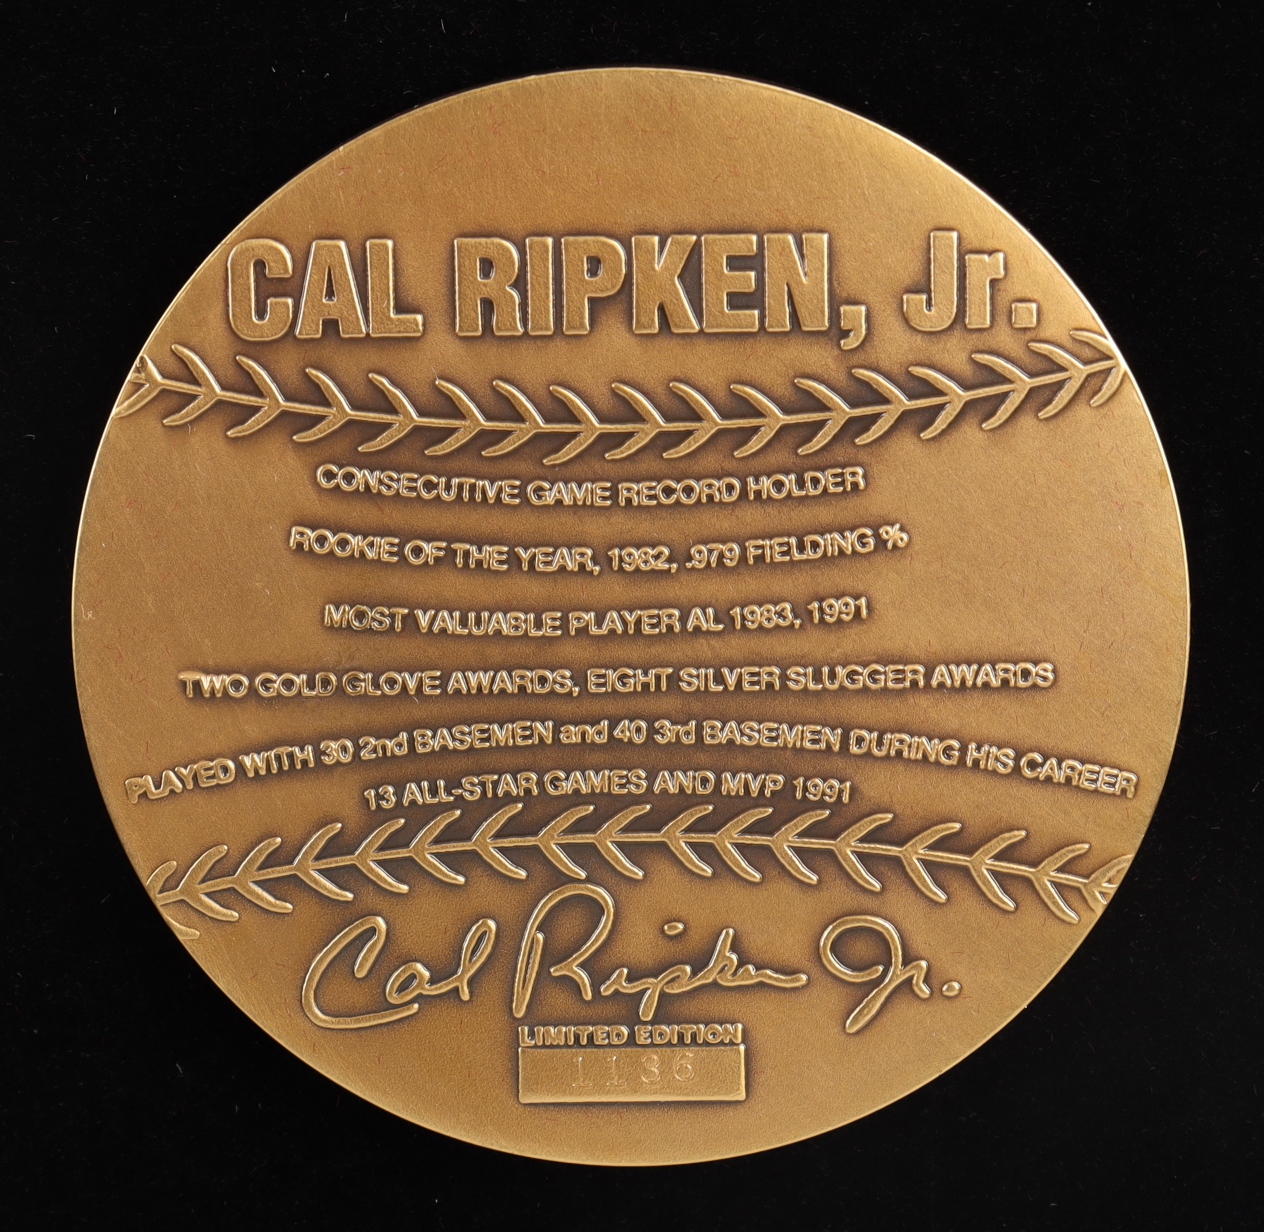 CAL RIPKEN, Jr.
CONSECUTIVE GAME RECORD HOLDER
ROOKIE OF THE YEAR, 1982, .979 FIELDING %
MOST VALUABLE PLAYER AL 1983, 1991
TWO GOLD GLOVE AWARDS, EIGHT SILVER SLUGGER AWARDS
PLAYED WITH 30 2nd BASEMEN and 40 3rd BASEMEN DURING HIS CAREER
13 ALL-STAR GAMES AND MVP 1991
Cal Ripken Jr.
LIMITED EDITION
1136